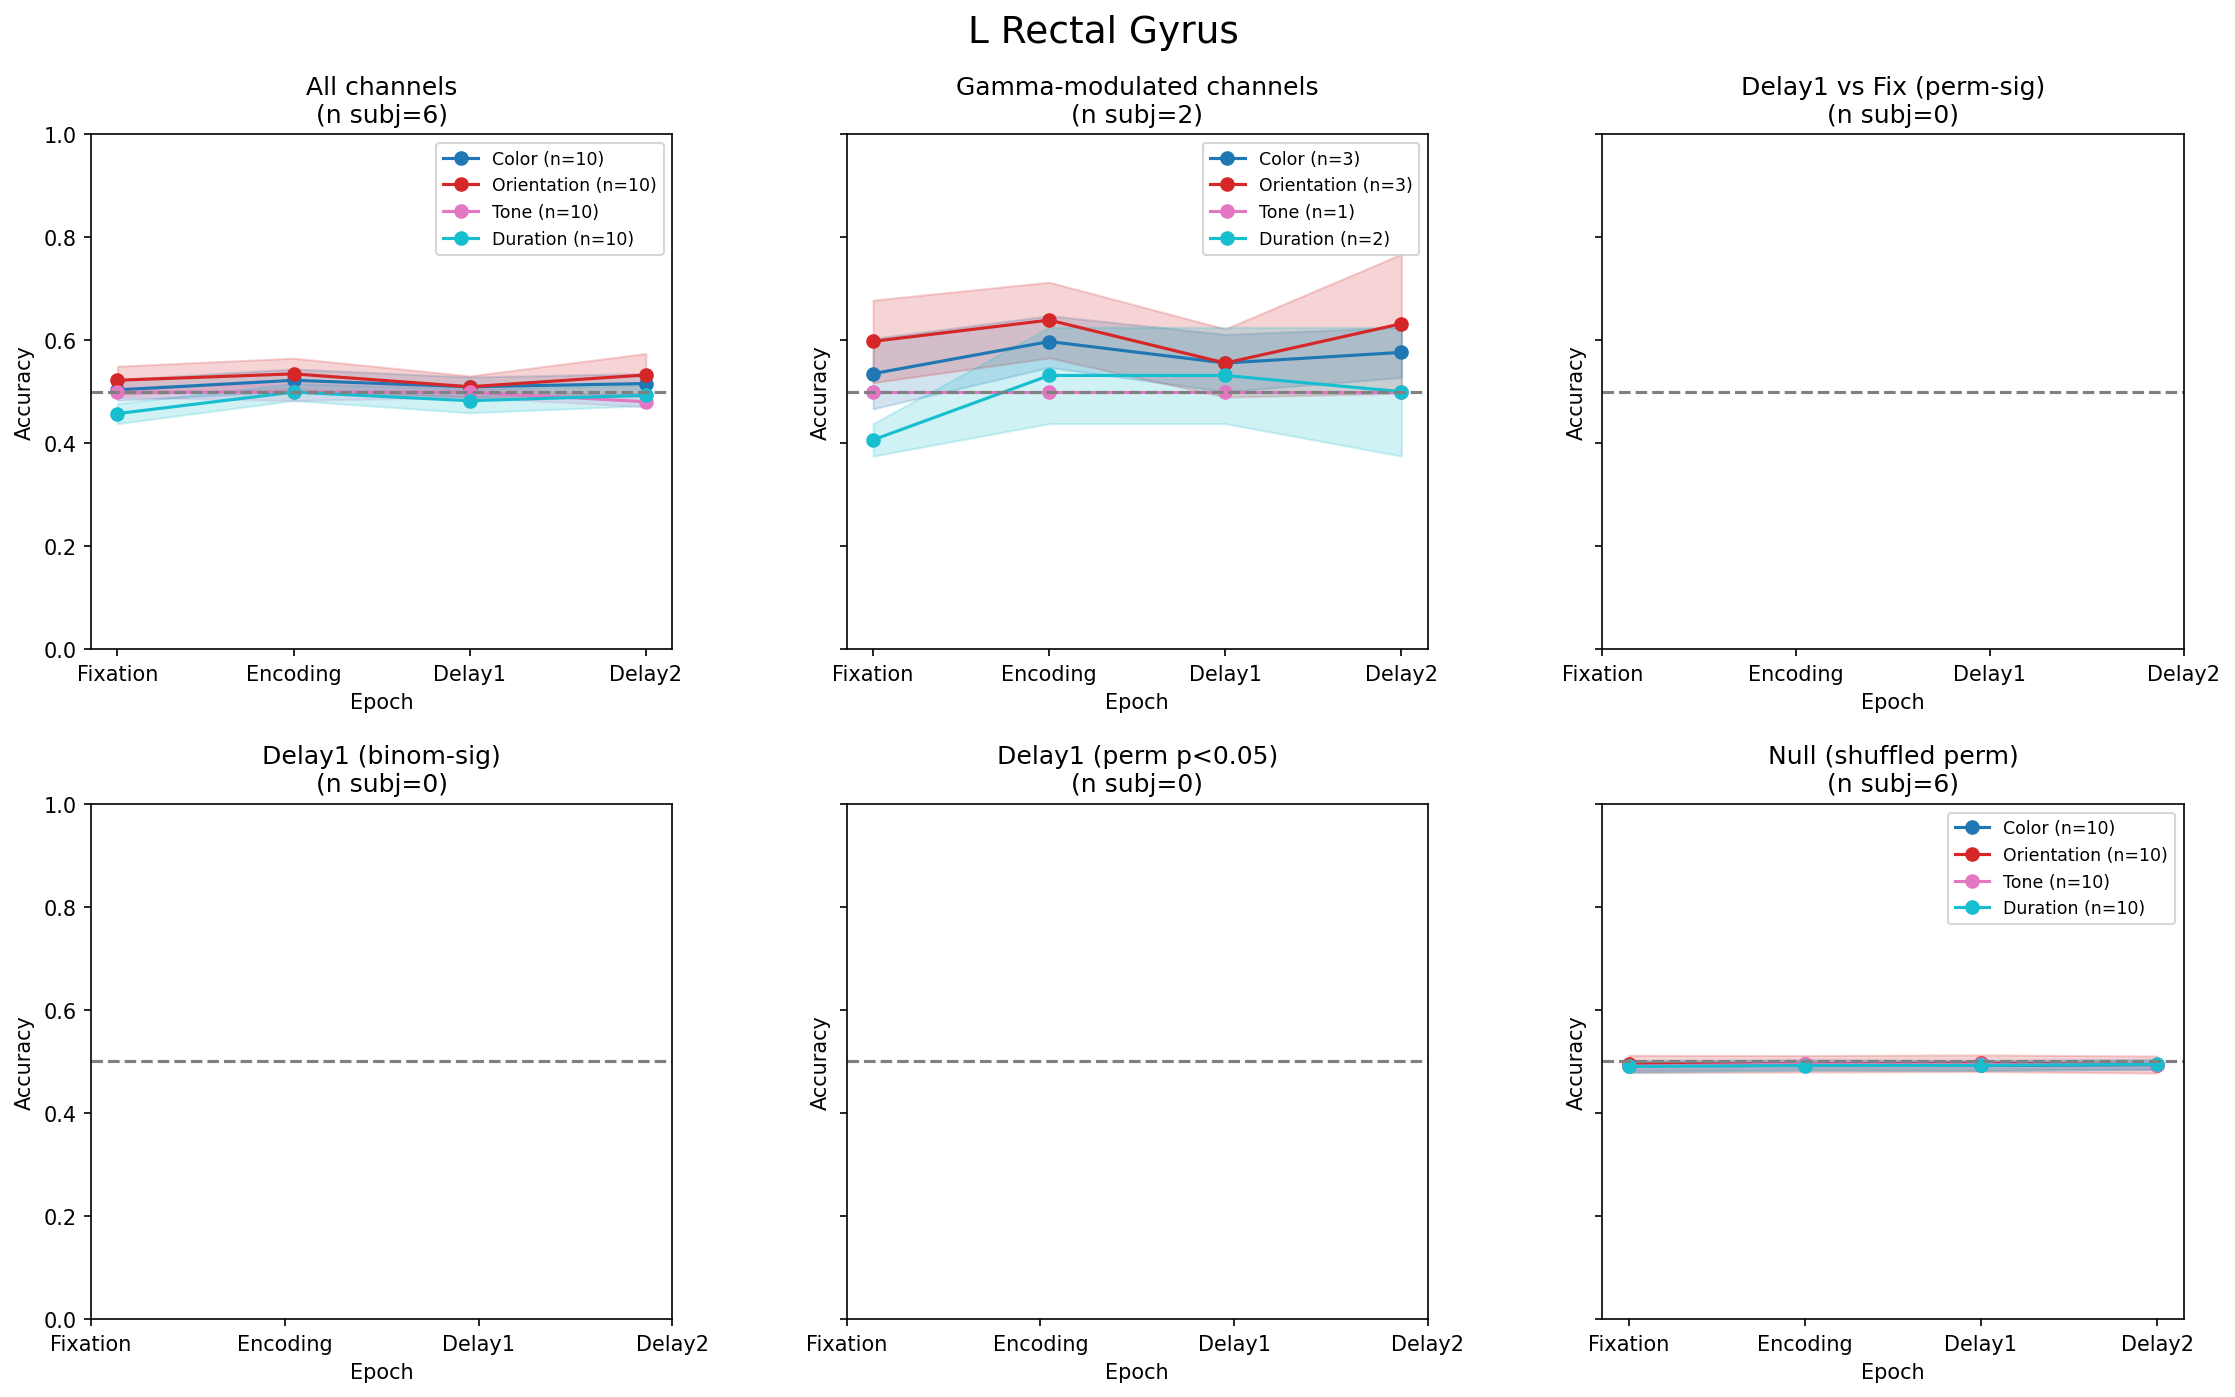 L Rectal Gyrus
All channels
(n subj=6)
1.0
0.8
0.6
0.4
0.2
0.0
Accuracy
Color (n=10)
Orientation (n=10)
Tone (n=10)
Duration (n=10)
Fixation
Encoding
Delay1
Delay2
Epoch
Gamma-modulated channels
(n subj=2)
Accuracy
Color (n=3)
Orientation (n=3)
Tone (n=1)
Duration (n=2)
Fixation
Encoding
Delay1
Delay2
Epoch
Delay1 vs Fix (perm-sig)
(n subj=0)
Accuracy
Fixation
Encoding
Delay1
Delay2
Epoch
Delay1 (binom-sig)
(n subj=0)
1.0
0.8
0.6
0.4
0.2
0.0
Accuracy
Fixation
Encoding
Delay1
Delay2
Epoch
Delay1 (perm p<0.05)
(n subj=0)
Accuracy
Fixation
Encoding
Delay1
Delay2
Epoch
Null (shuffled perm)
(n subj=6)
Accuracy
Color (n=10)
Orientation (n=10)
Tone (n=10)
Duration (n=10)
Fixation
Encoding
Delay1
Delay2
Epoch